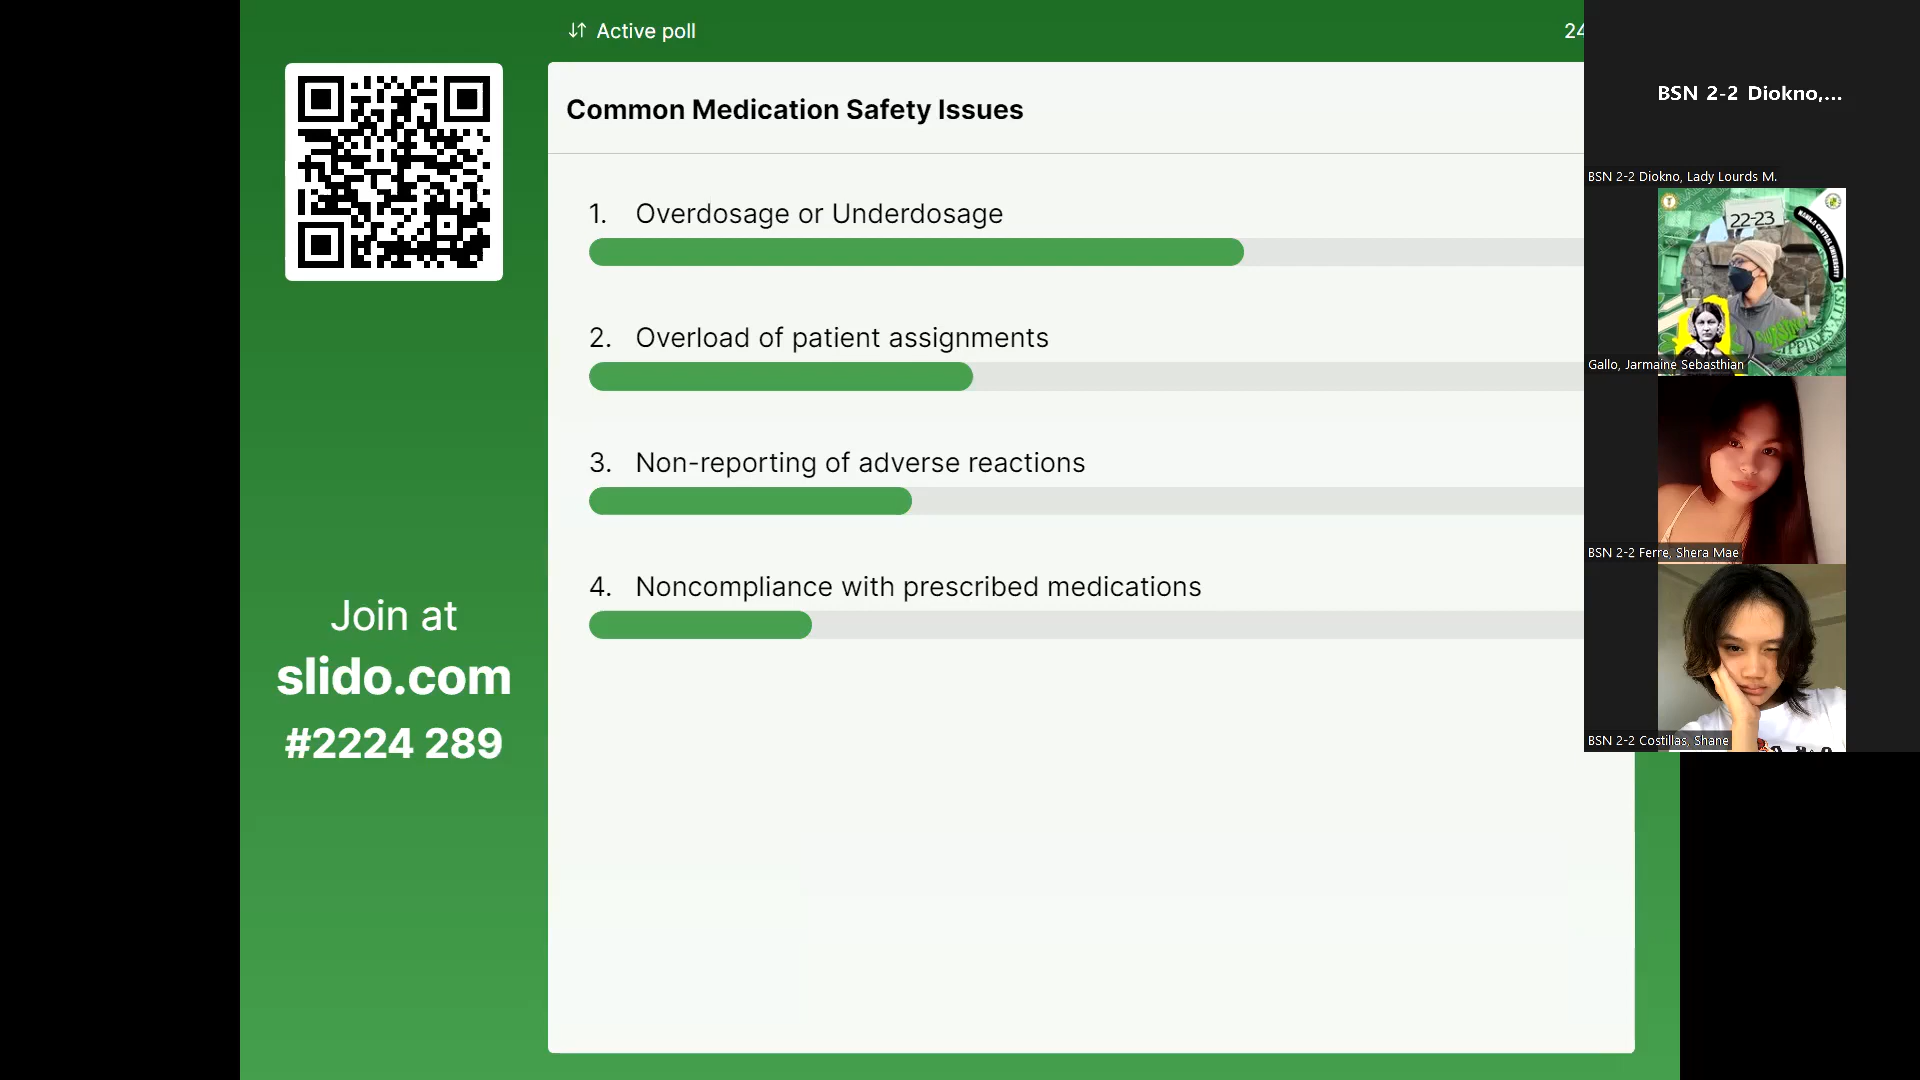 Active poll
24
Common Medication Safety Issues
1. Overdosage or Underdosage
2. Overload of patient assignments
3. Non-reporting of adverse reactions
4. Noncompliance with prescribed medications
Join at
slido.com
#2224 289
BSN 2-2 Diokno,...
BSN 2-2 Diokno, Lady Lourds M.
22-23
MANILA CENTRAL UNIVERSITY
Gallo, Jarmaine Sebasthian
BSN 2-2 Ferre, Shera Mae
BSN 2-2 Costillas, Shane